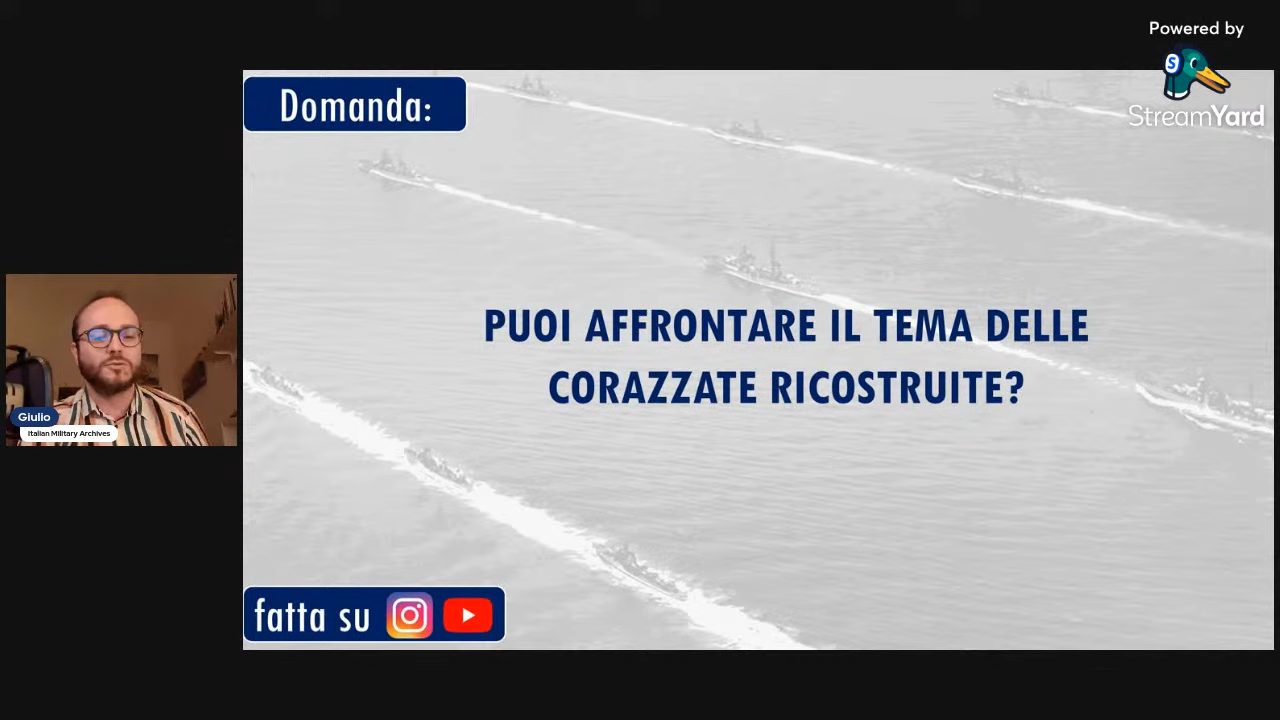 Powered by
StreamYard
Domanda:
PUOI AFFRONTARE IL TEMA DELLE
CORAZZATE RICOSTRUITE?
Giulio
Italian Military Archives
fatta su